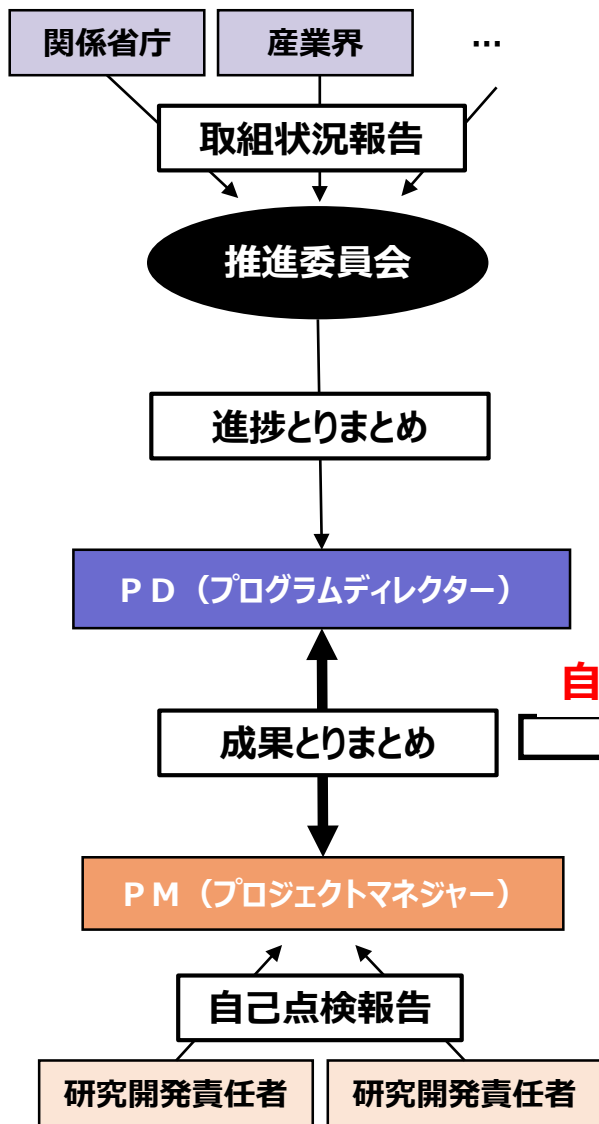 関係省庁
産業界
…
取組状況報告
推進委員会
進捗とりまとめ
ＰＤ（プログラムディレクター）
自
成果とりまとめ
ＰＭ（プロジェクトマネジャー）
自己点検報告
研究開発責任者
研究開発責任者